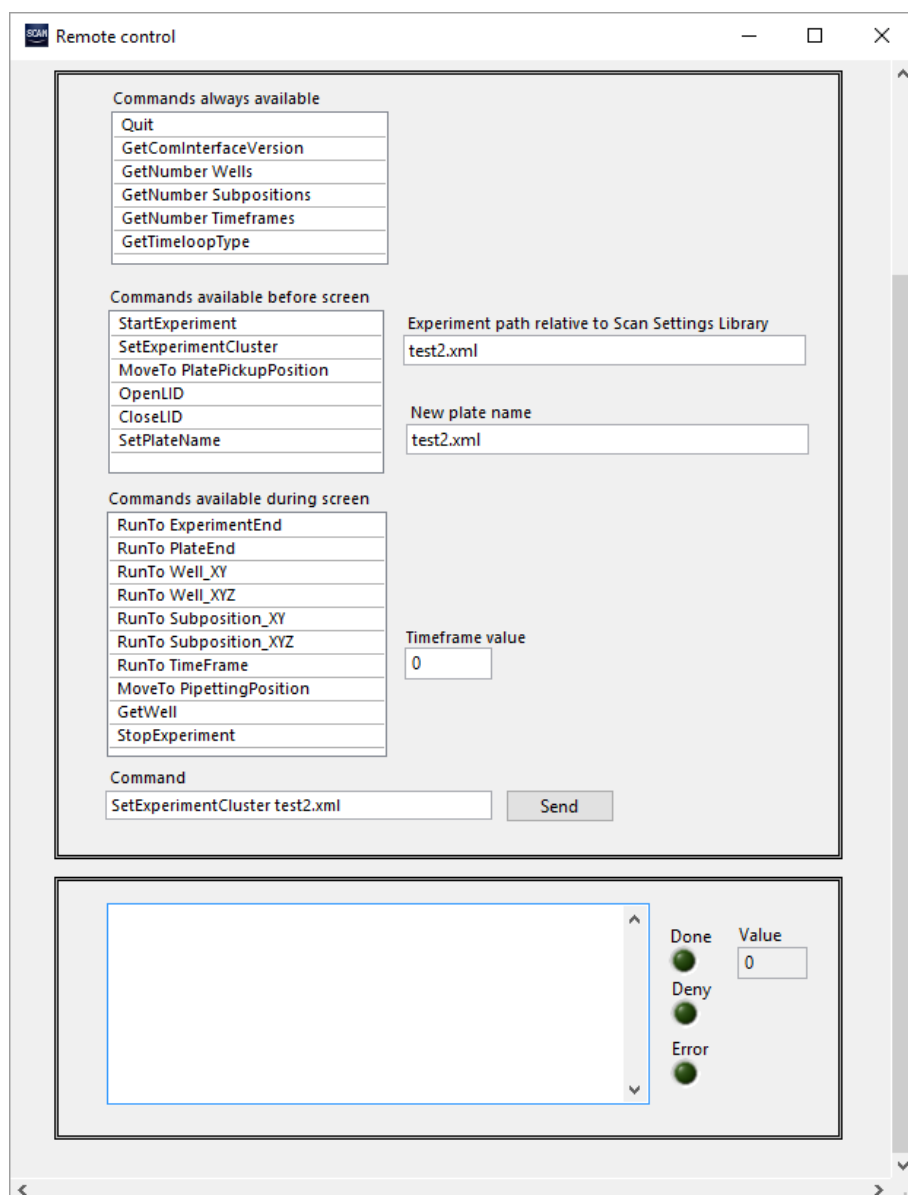 SCAN
Remote control
Commands always available
Quit
GetComInterfaceVersion
GetNumber Wells
GetNumber Subpositions
GetNumber Timeframes
GetTimeloopType
Commands available before screen
StartExperiment
SetExperimentCluster
MoveTo PlatePickupPosition
OpenLID
CloseLID
SetPlateName
Experiment path relative to Scan Settings Library
test2.xml
New plate name
test2.xml
Commands available during screen
RunTo ExperimentEnd
RunTo PlateEnd
RunTo Well_XY
RunTo Well_XYZ
RunTo Subposition_XY
RunTo Subposition_XYZ
RunTo TimeFrame
MoveTo PipettingPosition
GetWell
StopExperiment
Timeframe value
0
Command
SetExperimentCluster test2.xml
Send
Done
Value
0
Deny
Error